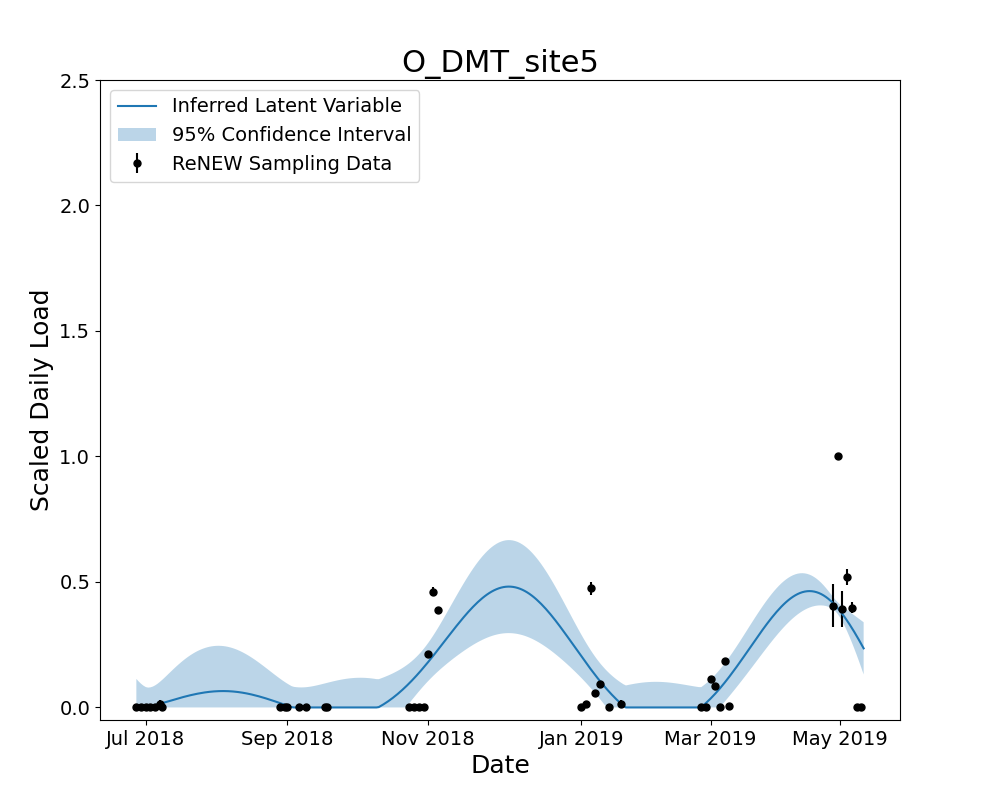 O_DMT_site5
2.5
2.0
1.5
1.0
0.5
0.0
Scaled Daily Load
Inferred Latent Variable
95% Confidence Interval
ReNEW Sampling Data
Jul 2018
Sep 2018
Nov 2018
Jan 2019
Mar 2019
May 2019
Date